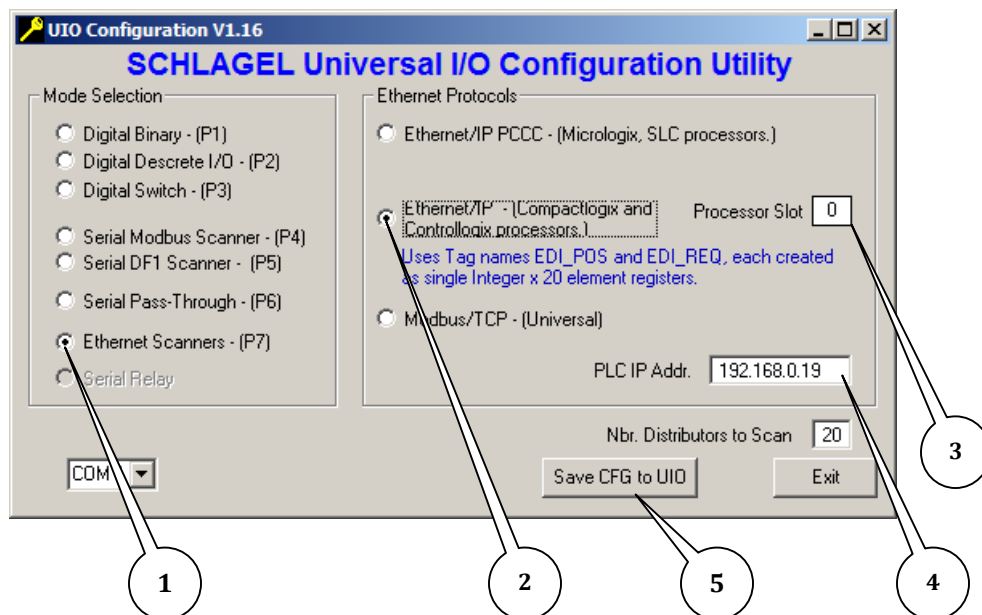 UIO Configuration V1.16
SCHLAGEL Universal I/O Configuration Utility
Mode Selection
Digital Binary - (P1)
Digital Descrete I/O - (P2)
Digital Switch - (P3)
Serial Modbus Scanner - (P4)
Serial DF1 Scanner - (P5)
Serial Pass-Through - (P6)
Ethernet Scanners - (P7)
Serial Relay
Ethernet Protocols
Ethernet/IP PCCC - (Micrologix, SLC processors.)
Ethernet/IP - (Compactlogix and
Controllogix processors.)
Processor Slot 0
Uses Tag names EDI_POS and EDI_REQ, each created
as single Integer x 20 element registers.
Modbus/TCP - (Universal)
PLC IP Addr. 192.168.0.19
Nbr. Distributors to Scan 20
COM
Save CFG to UIO
Exit
1
2
5
4
3